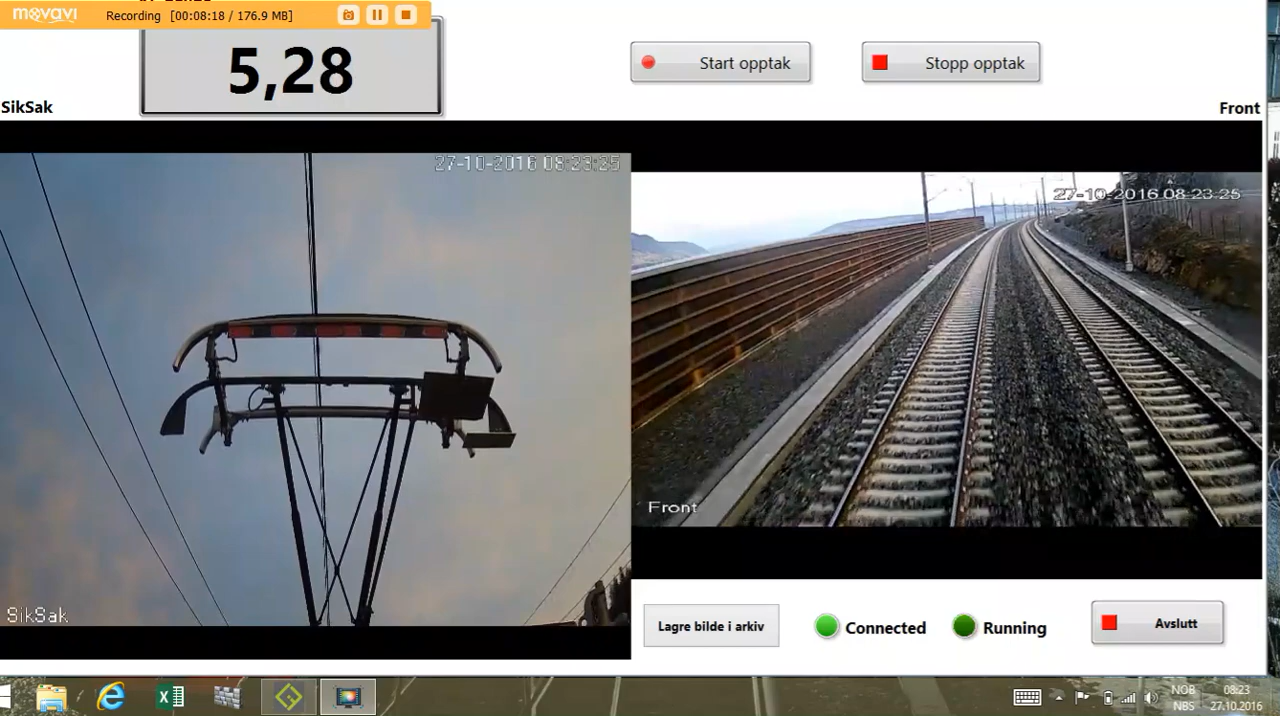 movavi
Recording [00:08:18 / 176.9 MB]
5,28
Start opptak
Stopp opptak
SikSak
Front
27-10-2016 08:23:25
27-10-2016 08:23:25
Front
SikSak
Lagre bilde i arkiv
Connected
Running
Avslutt
NOB
NBS
08:23
27.10.2016